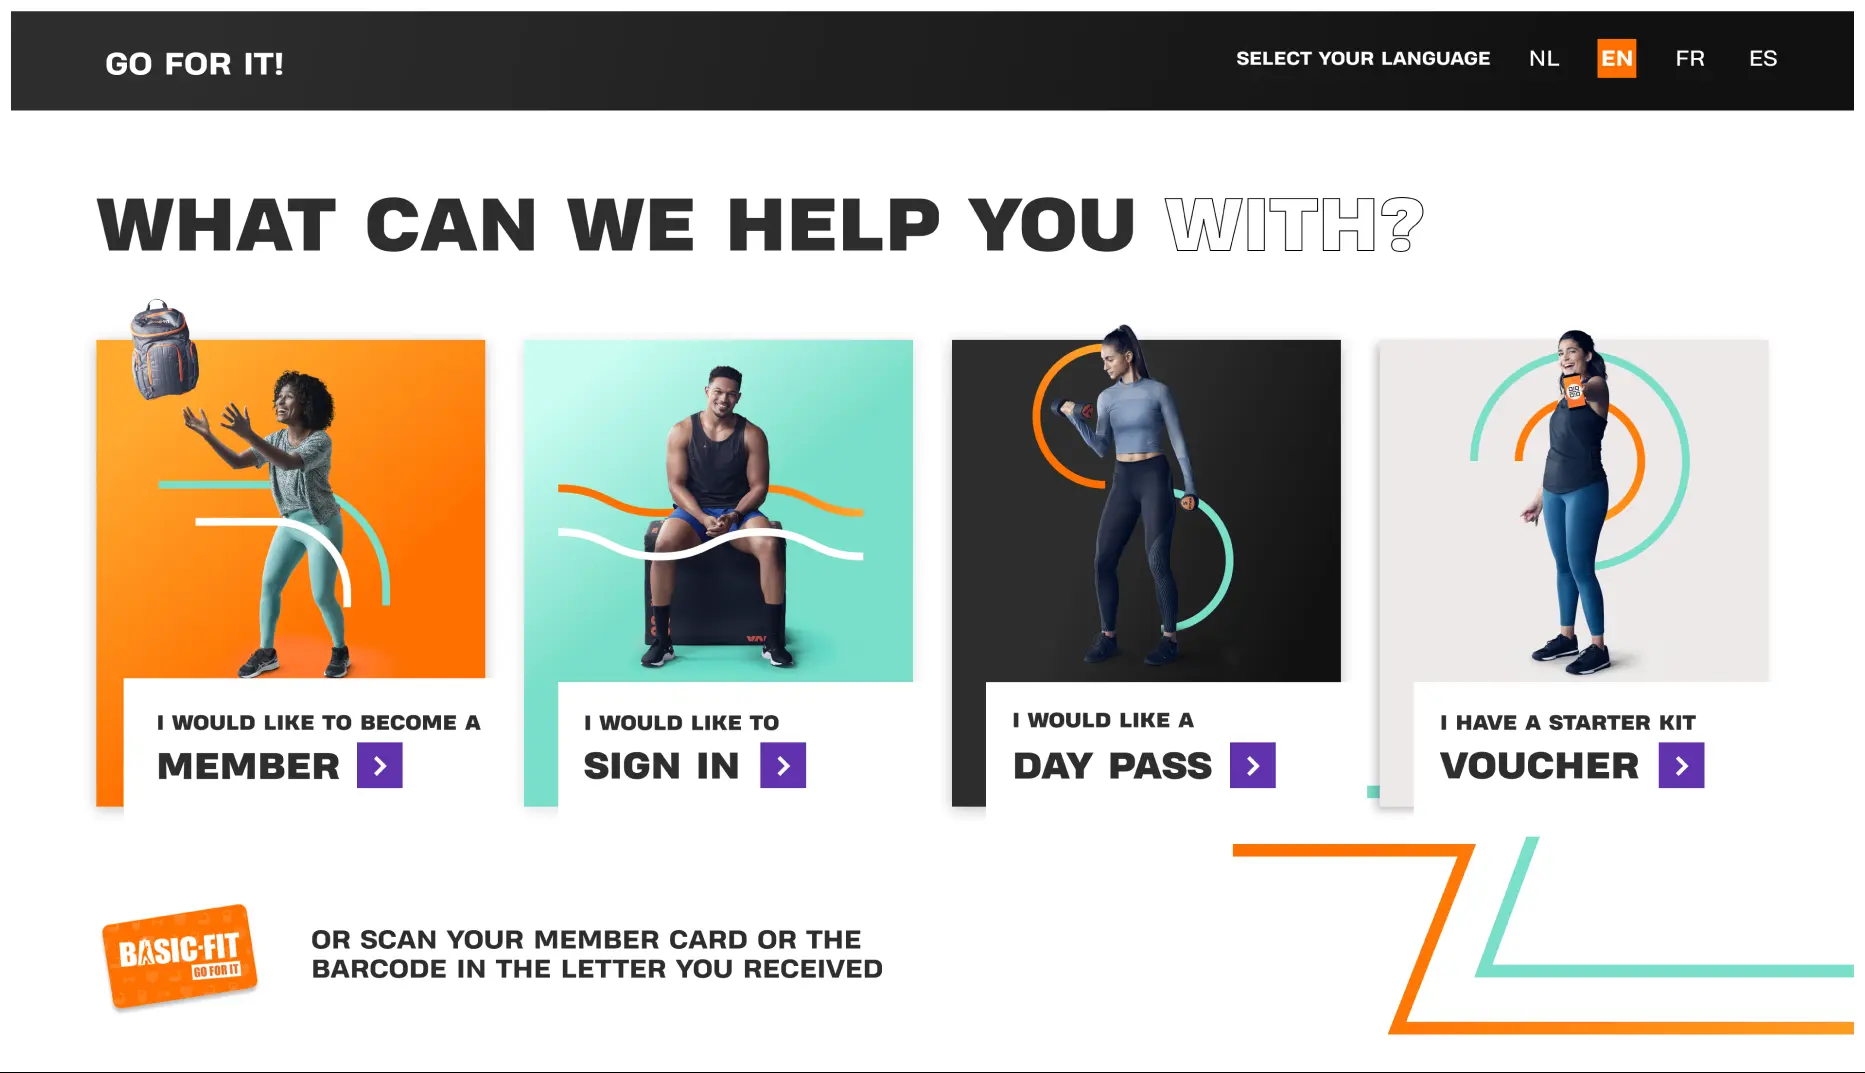 GO FOR IT!
SELECT YOUR LANGUAGE NL EN FR ES
WHAT CAN WE HELP YOU WITH?
I WOULD LIKE TO BECOME A
MEMBER
I WOULD LIKE TO
SIGN IN
I WOULD LIKE A
DAY PASS
I HAVE A STARTER KIT
VOUCHER
BASIC-FIT
GO FOR IT
OR SCAN YOUR MEMBER CARD OR THE
BARCODE IN THE LETTER YOU RECEIVED